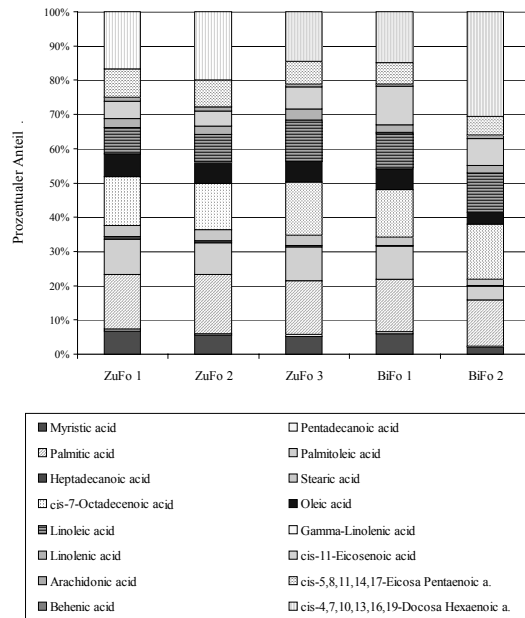 100%
90%
80%
70%
60%
50%
40%
30%
20%
10%
0%
Prozentualer Anteil .
ZuFo 1 ZuFo 2 ZuFo 3 BiFo 1 BiFo 2
Myristic acid Pentadecanoic acid
Palmitic acid Palmitoleic acid
Heptadecanoic acid Stearic acid
cis-7-Octadecenoic acid Oleic acid
Linoleic acid Gamma-Linolenic acid
Linolenic acid cis-11-Eicosenoic acid
Arachidonic acid cis-5,8,11,14,17-Eicosa Pentaenoic a.
Behenic acid cis-4,7,10,13,16,19-Docosa Hexaenoic a.